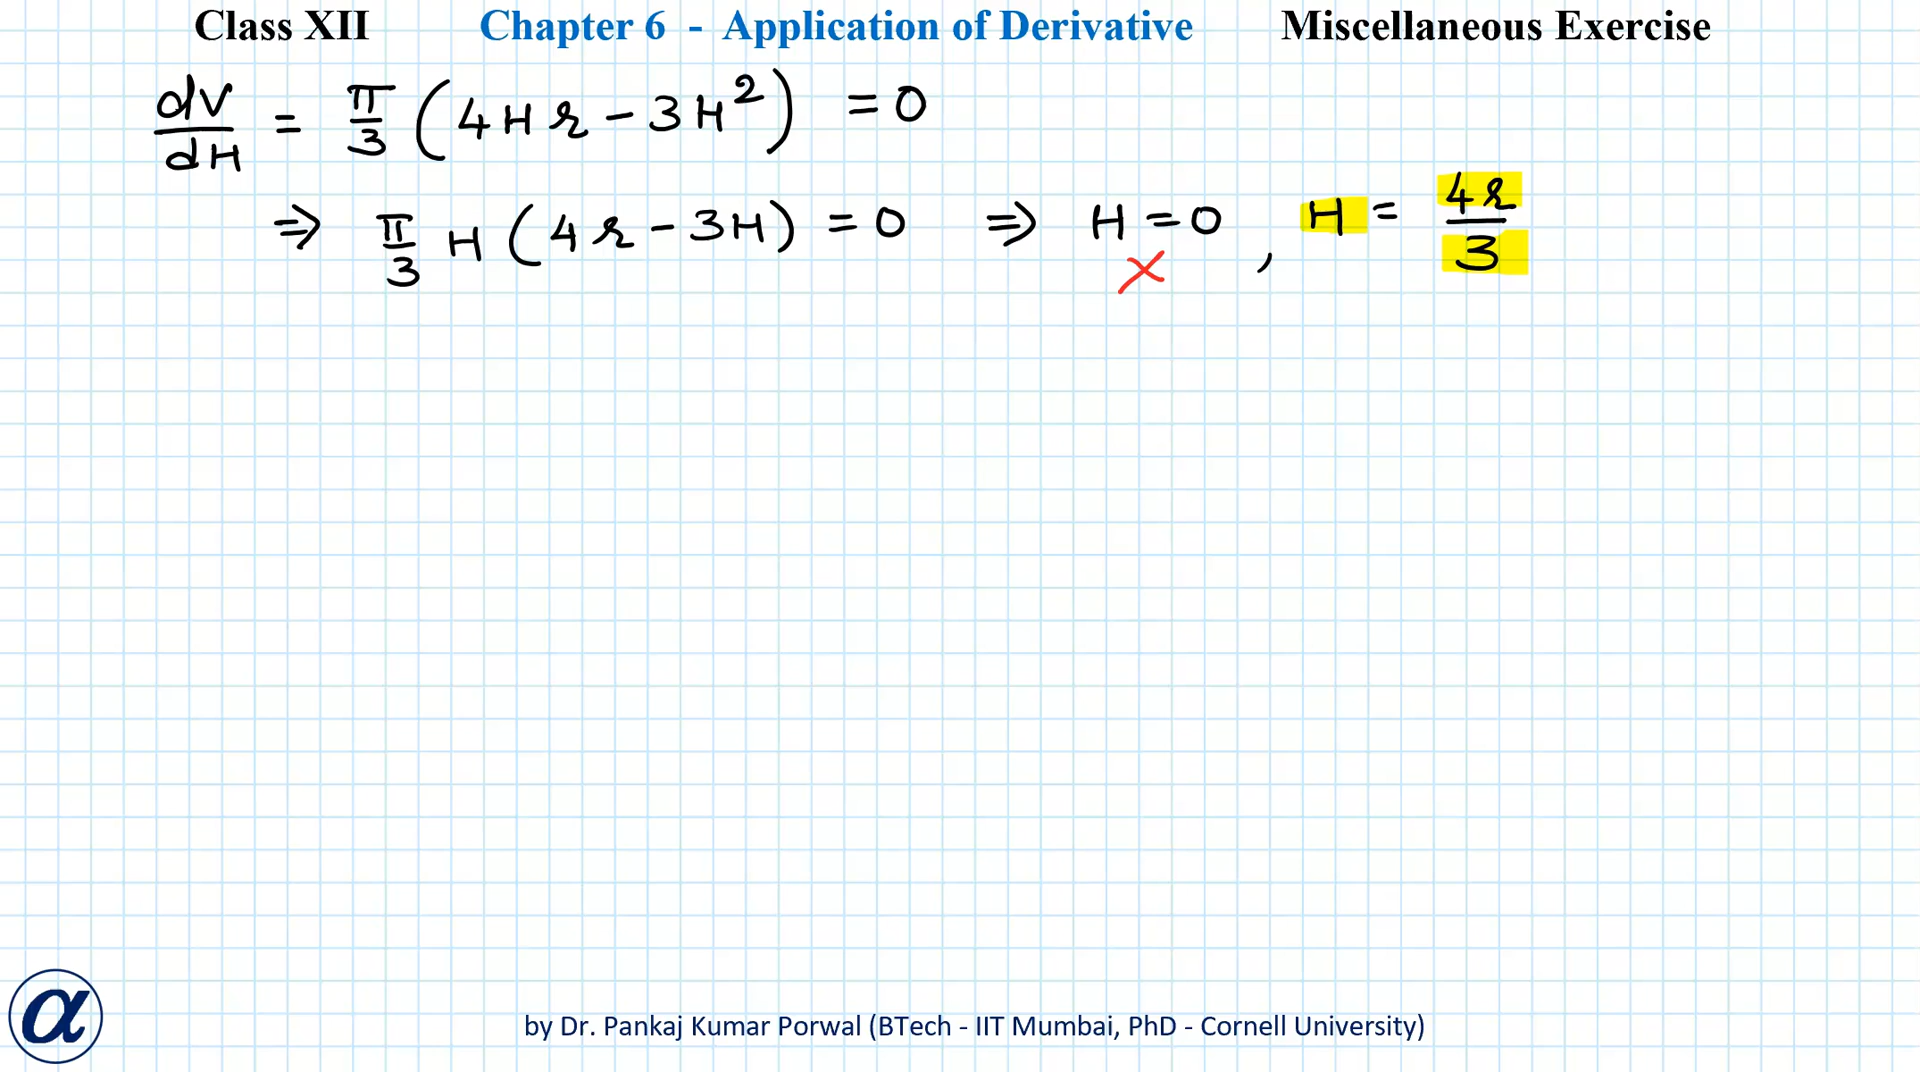 Class XII Chapter 6 - Application of Derivative Miscellaneous Exercise
dV/dH = π/3 (4Hr - 3H²) = 0
⇒ π/3 H (4r - 3H) = 0 ⇒ H = 0 , H = 4r/3
×
α
by Dr. Pankaj Kumar Porwal (BTech - IIT Mumbai, PhD - Cornell University)